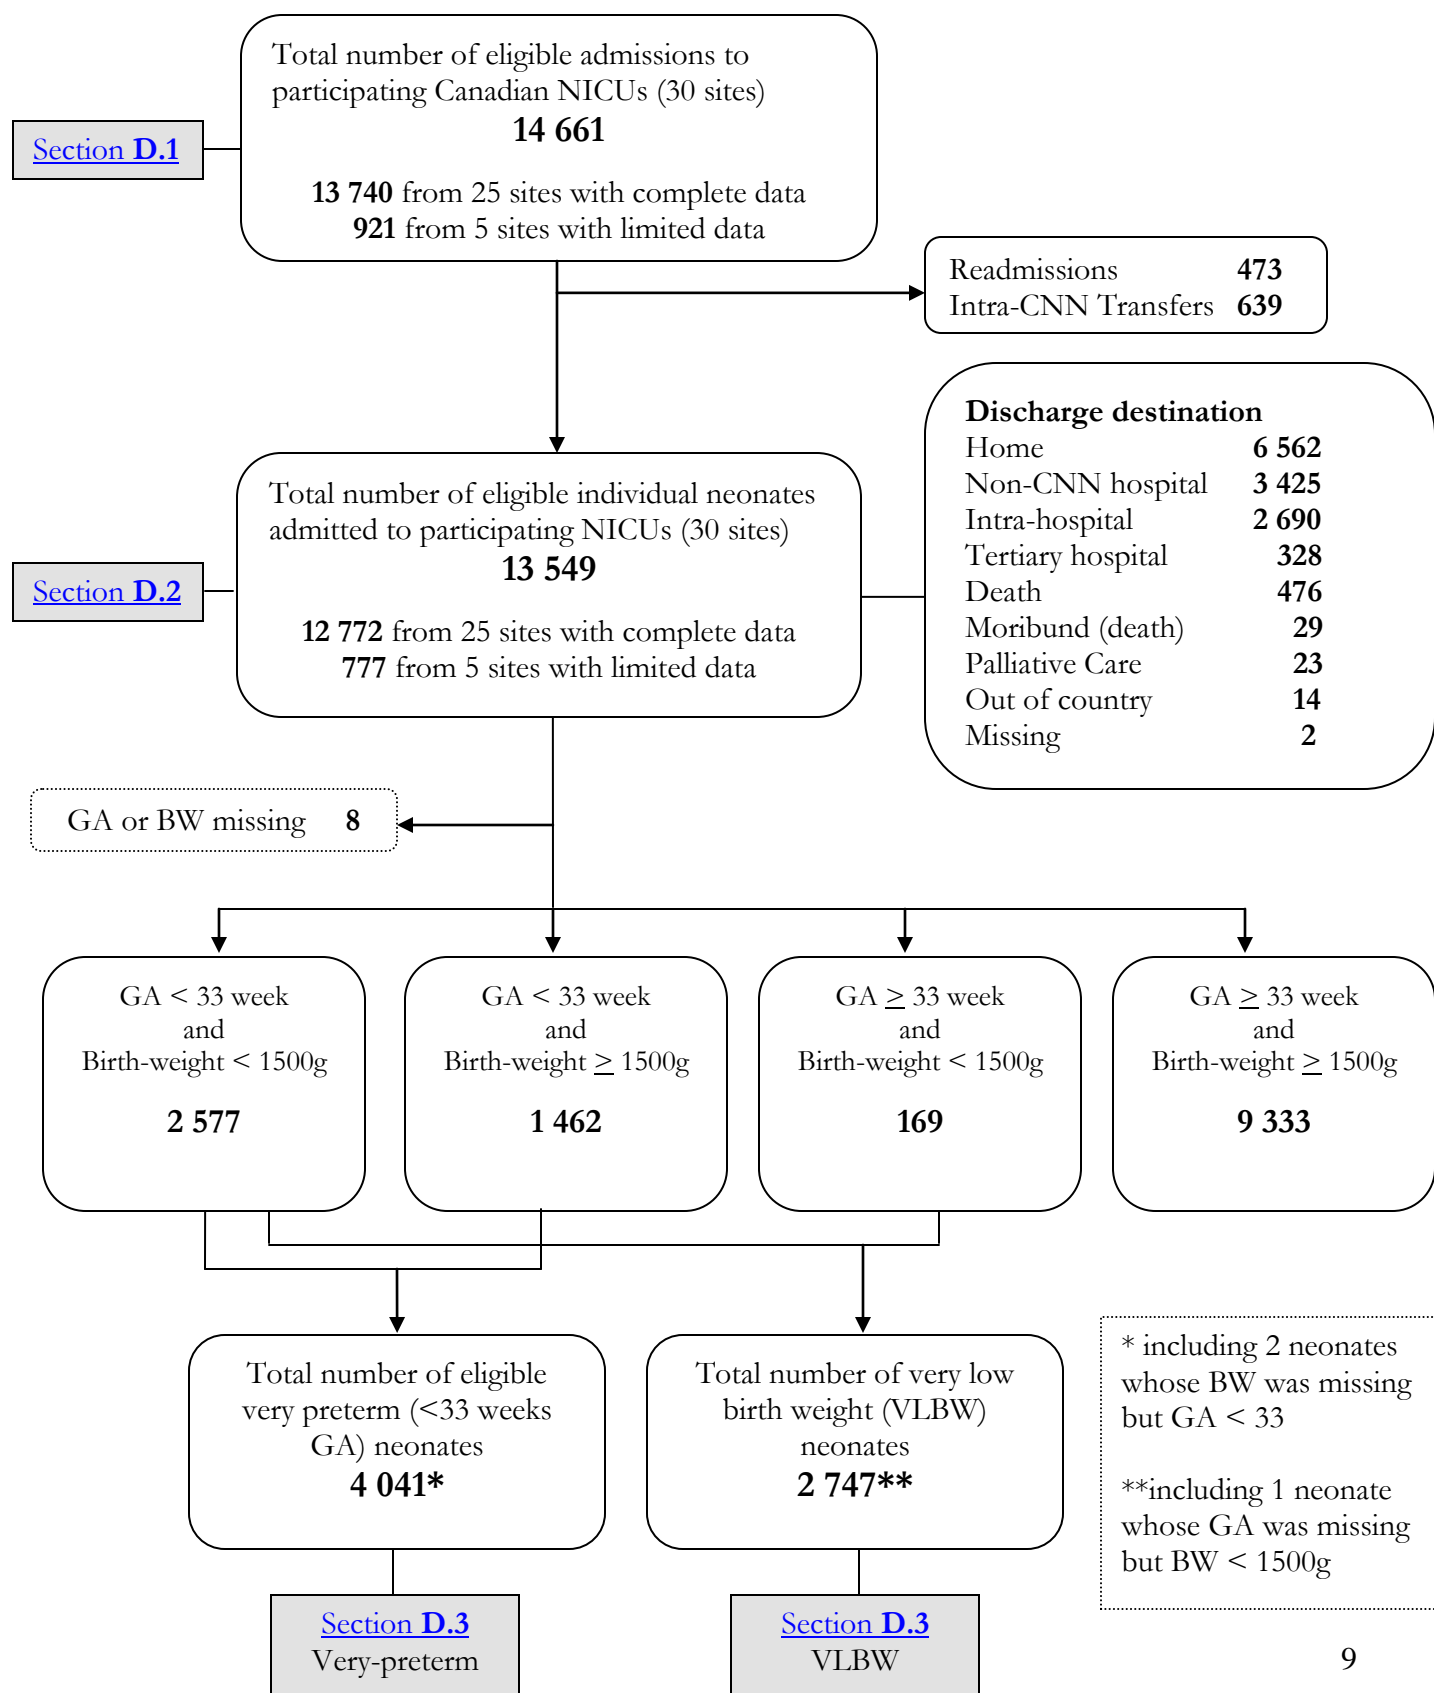 Total number of eligible admissions to
participating Canadian NICUs (30 sites)
14 661
13 740 from 25 sites with complete data
921 from 5 sites with limited data
Section D.1
Readmissions 473
Intra-CNN Transfers 639
Discharge destination
Home 6 562
Non-CNN hospital 3 425
Intra-hospital 2 690
Tertiary hospital 328
Death 476
Moribund (death) 29
Palliative Care 23
Out of country 14
Missing 2
Total number of eligible individual neonates
admitted to participating NICUs (30 sites)
13 549
12 772 from 25 sites with complete data
777 from 5 sites with limited data
Section D.2
GA or BW missing 8
GA < 33 week
and
Birth-weight < 1500g
2 577
GA < 33 week
and
Birth-weight ≥ 1500g
1 462
GA ≥ 33 week
and
Birth-weight < 1500g
169
GA ≥ 33 week
and
Birth-weight ≥ 1500g
9 333
Total number of eligible
very preterm (<33 weeks
GA) neonates
4 041*
Total number of very low
birth weight (VLBW)
neonates
2 747**
* including 2 neonates
whose BW was missing
but GA < 33
**including 1 neonate
whose GA was missing
but BW < 1500g
Section D.3
Very-preterm
Section D.3
VLBW
9